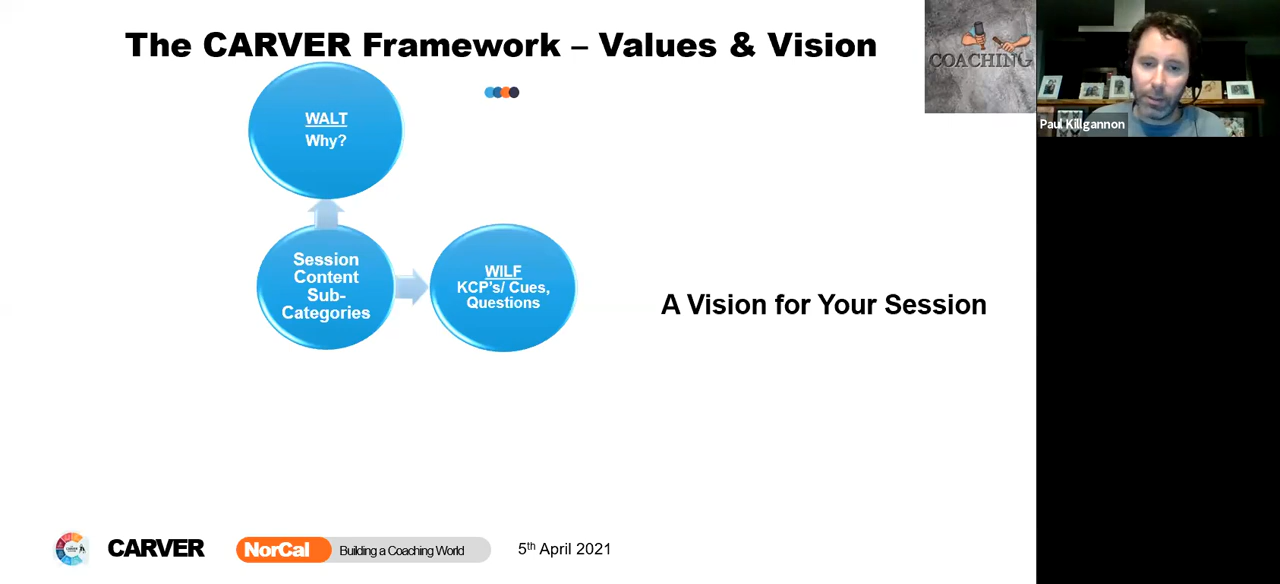 The CARVER Framework – Values & Vision
COACHING
Paul Killgannon
WALT
Why?
Session
Content
Sub-
Categories
WILF
KCP's/ Cues,
Questions
A Vision for Your Session
CARVER
NorCal
Building a Coaching World
5th April 2021